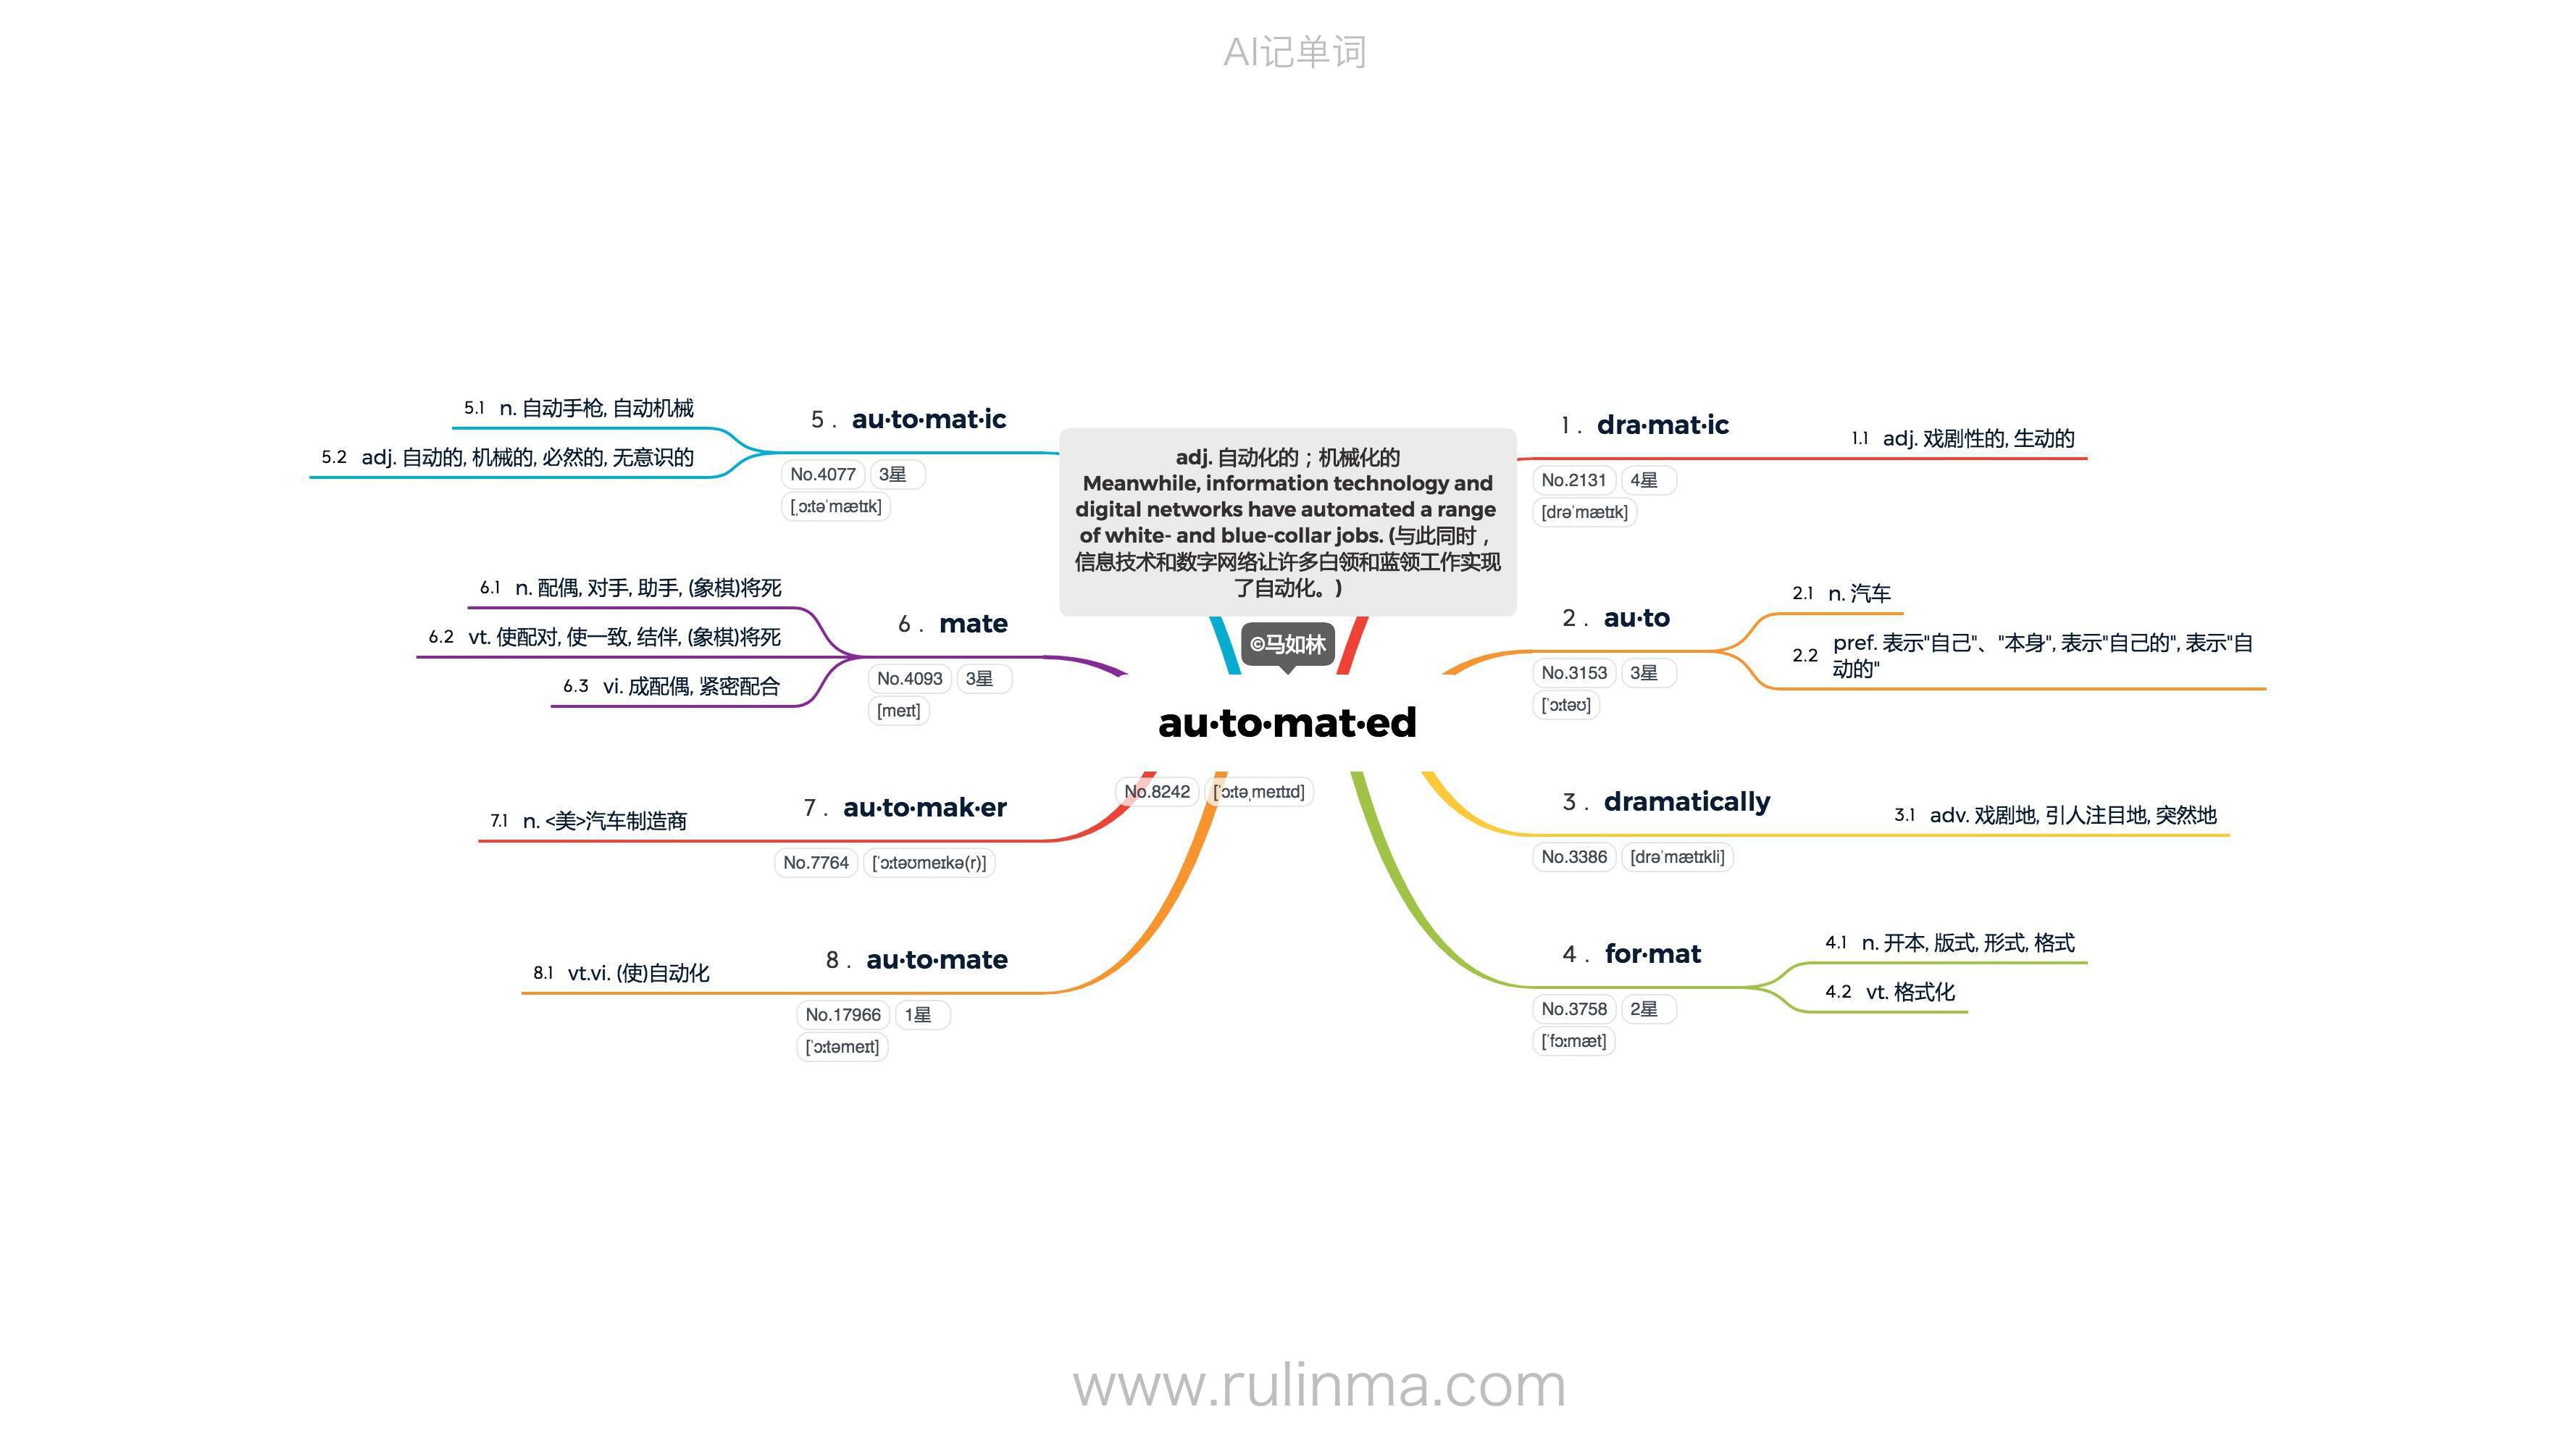 AI记单词
adj. 自动化的；机械化的
Meanwhile, information technology and
digital networks have automated a range
of white- and blue-collar jobs. (与此同时，
信息技术和数字网络让许多白领和蓝领工作实现
了自动化。)
©马如林
au·to·mat·ed
No.8242 [ˈɔːtəˌmeɪtɪd]
1. dra·mat·ic
No.2131 4星
[drəˈmætɪk]
1.1 adj. 戏剧性的, 生动的
2. au·to
No.3153 3星
[ˈɔːtəʊ]
2.1 n. 汽车
2.2 pref. 表示"自己"、"本身", 表示"自己的", 表示"自
动的"
3. dramatically
No.3386 [drəˈmætɪkli]
3.1 adv. 戏剧地, 引人注目地, 突然地
4. for·mat
No.3758 2星
[ˈfɔːmæt]
4.1 n. 开本, 版式, 形式, 格式
4.2 vt. 格式化
5. au·to·mat·ic
No.4077 3星
[ˌɔːtəˈmætɪk]
5.1 n. 自动手枪, 自动机械
5.2 adj. 自动的, 机械的, 必然的, 无意识的
6. mate
No.4093 3星
[meɪt]
6.1 n. 配偶, 对手, 助手, (象棋)将死
6.2 vt. 使配对, 使一致, 结伴, (象棋)将死
6.3 vi. 成配偶, 紧密配合
7. au·to·mak·er
No.7764 [ˈɔːtəʊmeɪkə(r)]
7.1 n. <美>汽车制造商
8. au·to·mate
No.17966 1星
[ˈɔːtəmeɪt]
8.1 vt.vi. (使)自动化
www.rulinma.com